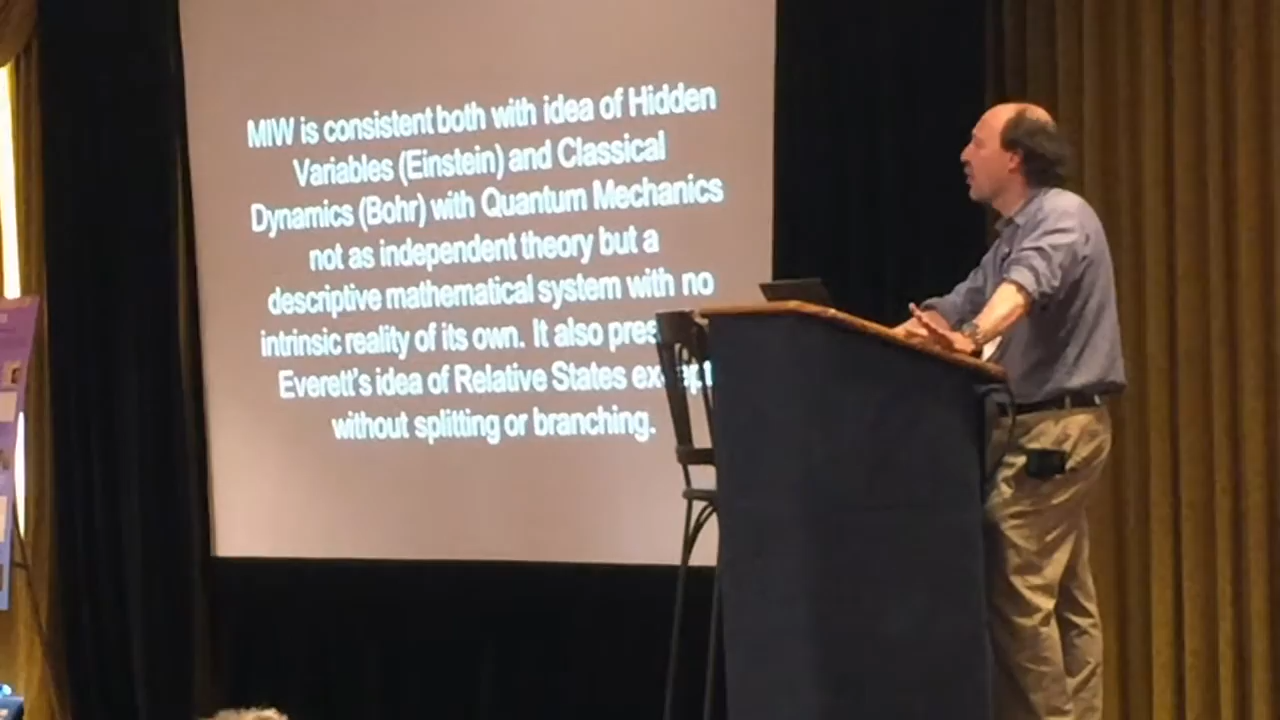 MIW is consistent both with idea of Hidden
Variables (Einstein) and Classical
Dynamics (Bohr) with Quantum Mechanics
not as independent theory but a
descriptive mathematical system with no
intrinsic reality of its own. It also
Everett's idea of Relative States except
without splitting or branching.